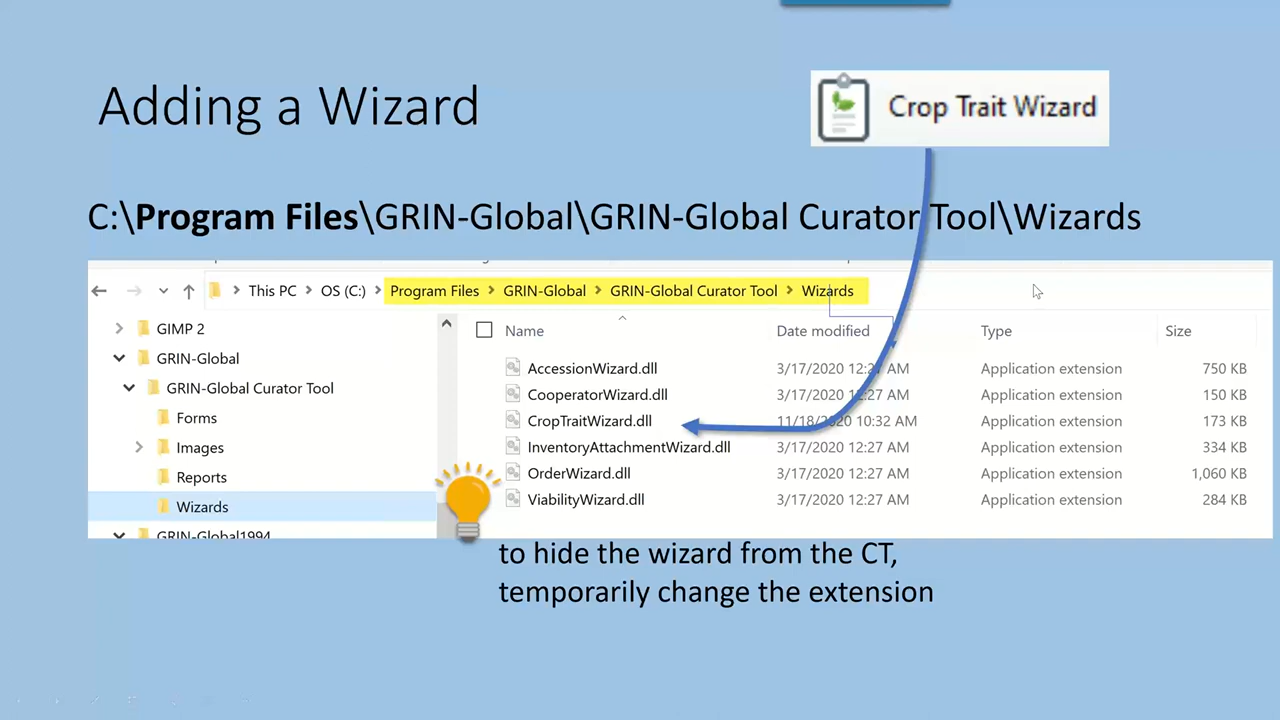 Adding a Wizard
Crop Trait Wizard
C:\Program Files\GRIN-Global\GRIN-Global Curator Tool\Wizards
This PC > OS (C:) > Program Files > GRIN-Global > GRIN-Global Curator Tool > Wizards
GIMP 2
GRIN-Global
GRIN-Global Curator Tool
Forms
Images
Reports
Wizards
GRIN-Global1994
Name Date modified Type Size
AccessionWizard.dll 3/17/2020 12:27 AM Application extension 750 KB
CooperatorWizard.dll 3/17/2020 12:27 AM Application extension 150 KB
CropTraitWizard.dll 11/18/2020 10:32 AM Application extension 173 KB
InventoryAttachmentWizard.dll 3/17/2020 12:27 AM Application extension 334 KB
OrderWizard.dll 3/17/2020 12:27 AM Application extension 1,060 KB
ViabilityWizard.dll 3/17/2020 12:27 AM Application extension 284 KB
to hide the wizard from the CT,
temporarily change the extension